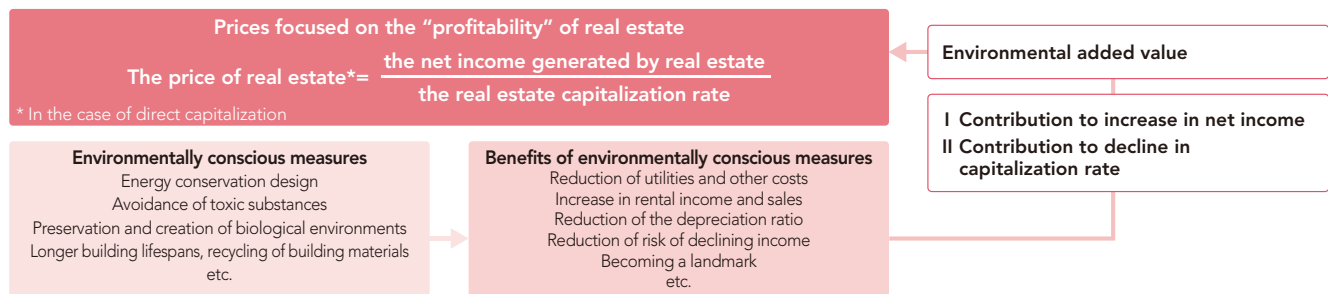 Prices focused on the “profitability” of real estate
The price of real estate*=
the net income generated by real estate
the real estate capitalization rate
* In the case of direct capitalization
Environmental added value
I Contribution to increase in net income
II Contribution to decline in
capitalization rate
Environmentally conscious measures
Energy conservation design
Avoidance of toxic substances
Preservation and creation of biological environments
Longer building lifespans, recycling of building materials
etc.
Benefits of environmentally conscious measures
Reduction of utilities and other costs
Increase in rental income and sales
Reduction of the depreciation ratio
Reduction of risk of declining income
Becoming a landmark
etc.